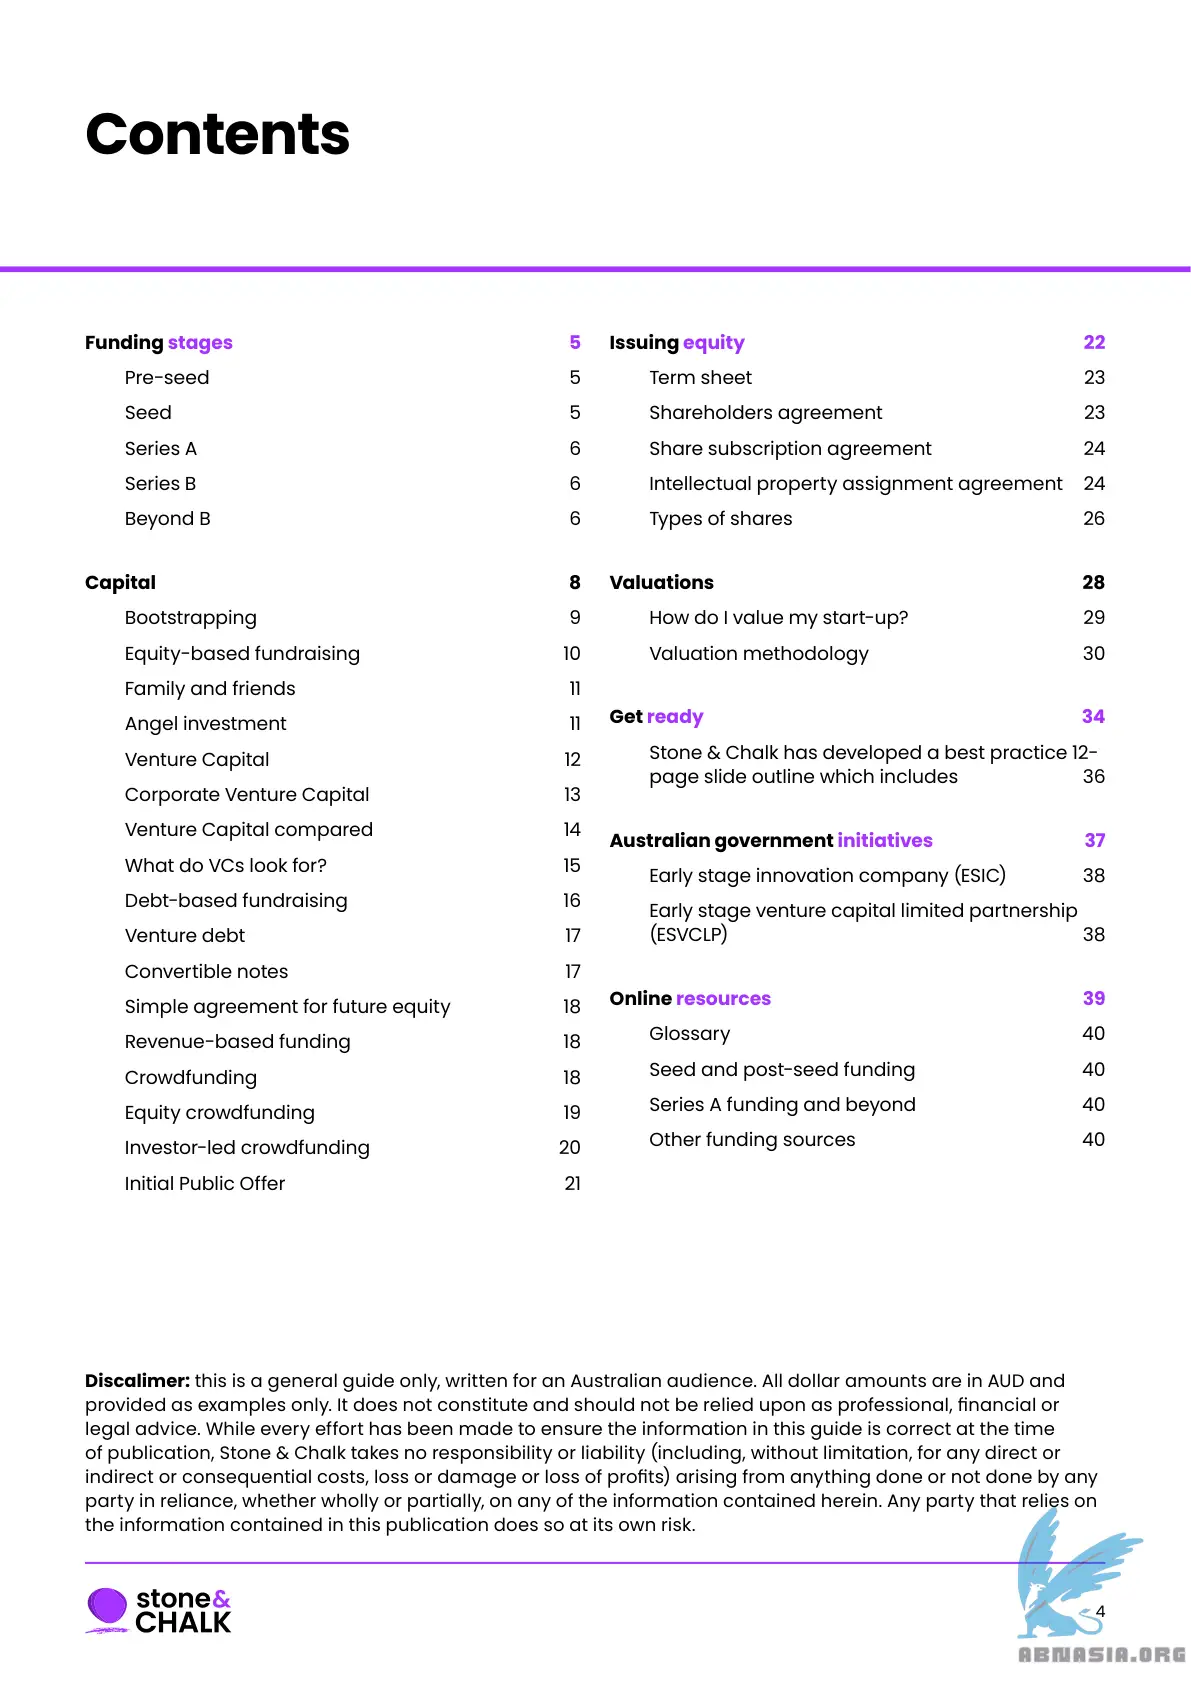 Contents
Funding stages 5
Pre-seed 5
Seed 5
Series A 6
Series B 6
Beyond B 6
Capital 8
Bootstrapping 9
Equity-based fundraising 10
Family and friends 11
Angel investment 11
Venture Capital 12
Corporate Venture Capital 13
Venture Capital compared 14
What do VCs look for? 15
Debt-based fundraising 16
Venture debt 17
Convertible notes 17
Simple agreement for future equity 18
Revenue-based funding 18
Crowdfunding 18
Equity crowdfunding 19
Investor-led crowdfunding 20
Initial Public Offer 21
Issuing equity 22
Term sheet 23
Shareholders agreement 23
Share subscription agreement 24
Intellectual property assignment agreement 24
Types of shares 26
Valuations 28
How do I value my start-up? 29
Valuation methodology 30
Get ready 34
Stone & Chalk has developed a best practice 12-
page slide outline which includes 36
Australian government initiatives 37
Early stage innovation company (ESIC) 38
Early stage venture capital limited partnership
(ESVCLP) 38
Online resources 39
Glossary 40
Seed and post-seed funding 40
Series A funding and beyond 40
Other funding sources 40
Discalimer: this is a general guide only, written for an Australian audience. All dollar amounts are in AUD and
provided as examples only. It does not constitute and should not be relied upon as professional, financial or
legal advice. While every effort has been made to ensure the information in this guide is correct at the time
of publication, Stone & Chalk takes no responsibility or liability (including, without limitation, for any direct or
indirect or consequential costs, loss or damage or loss of profits) arising from anything done or not done by any
party in reliance, whether wholly or partially, on any of the information contained herein. Any party that relies on
the information contained in this publication does so at its own risk.
stone&
CHALK
4
ABNASIA.ORG